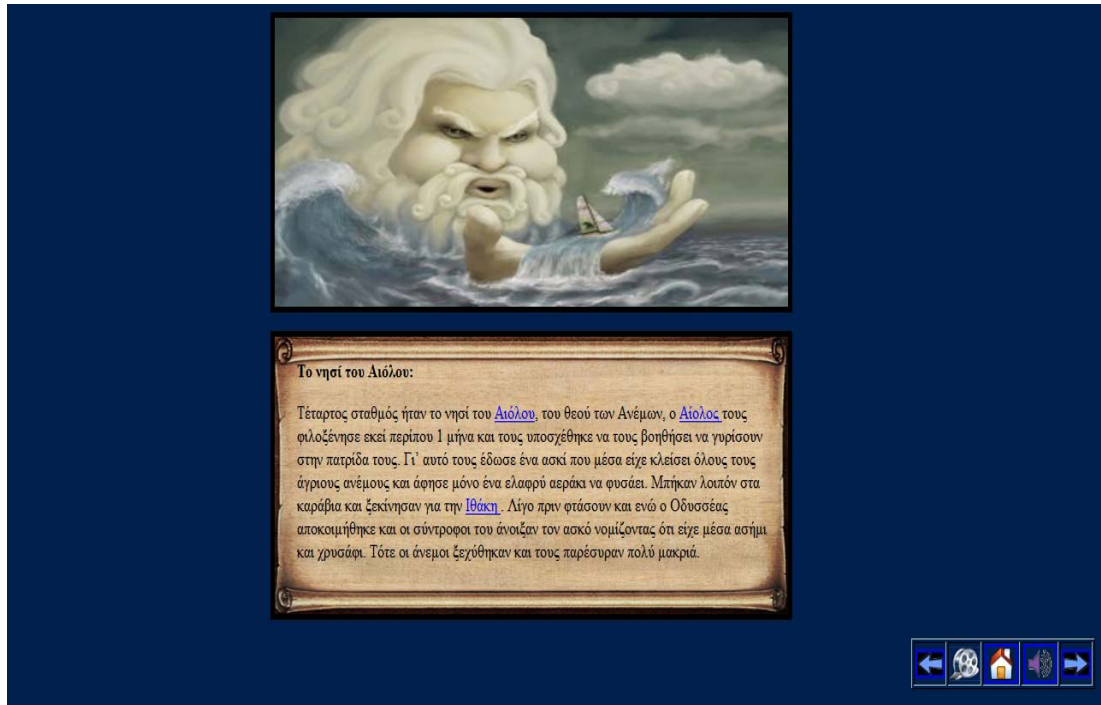 Το νησί του Αιόλου:
Τέταρτος σταθμός ήταν το νησί του Αιόλου, του θεού των Ανέμων, ο Αίολος τους
φιλοξένησε εκεί περίπου 1 μήνα και τους υποσχέθηκε να τους βοηθήσει να γυρίσουν
στην πατρίδα τους. Γι’ αυτό τους έδωσε ένα ασκί που μέσα είχε κλείσει όλους τους
άγριους ανέμους και άφησε μόνο ένα ελαφρύ αεράκι να φυσάει. Μπήκαν λοιπόν στα
καράβια και ξεκίνησαν για την Ιθάκη . Λίγο πριν φτάσουν και ενώ ο Οδυσσέας
αποκοιμήθηκε και οι σύντροφοι του άνοιξαν τον ασκό νομίζοντας ότι είχε μέσα ασήμι
και χρυσάφι. Τότε οι άνεμοι ξεχύθηκαν και τους παρέσυραν πολύ μακριά.